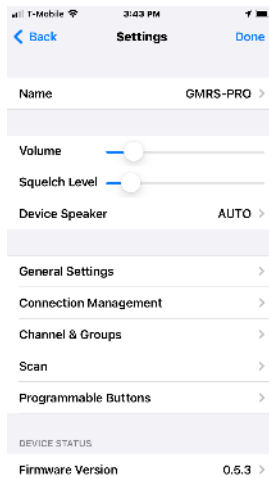 T-Mobile 3:43 PM
Back Settings Done
Name GMRS-PRO
Volume
Squelch Level
Device Speaker AUTO
General Settings
Connection Management
Channel & Groups
Scan
Programmable Buttons
DEVICE STATUS
Firmware Version 0.6.3